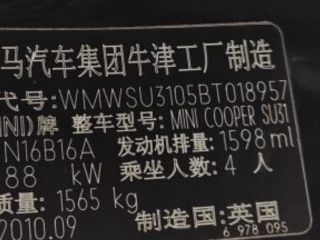 马汽车集团牛津工厂制造
代号:WMWSU3105BT018957
INI)牌 整车型号: MINI COOPER SU31
N16B16A 发动机排量: 1598 ml
88 kW 乘坐人数: 4 人
质量: 1565 kg
2010.09 制造国:英国
6 978 095